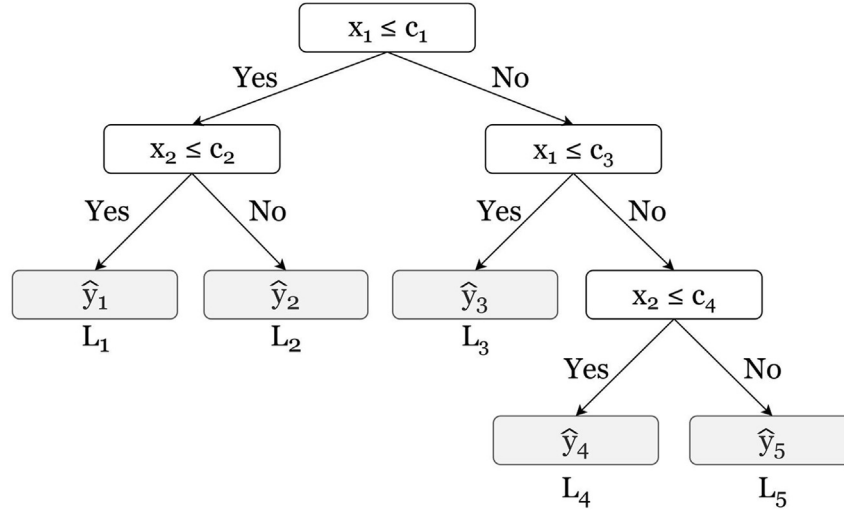 x₁ ≤ c₁
Yes No
x₂ ≤ c₂ x₁ ≤ c₃
Yes No Yes No
ŷ₁ ŷ₂ ŷ₃ x₂ ≤ c₄
L₁ L₂ L₃
Yes No
ŷ₄ ŷ₅
L₄ L₅